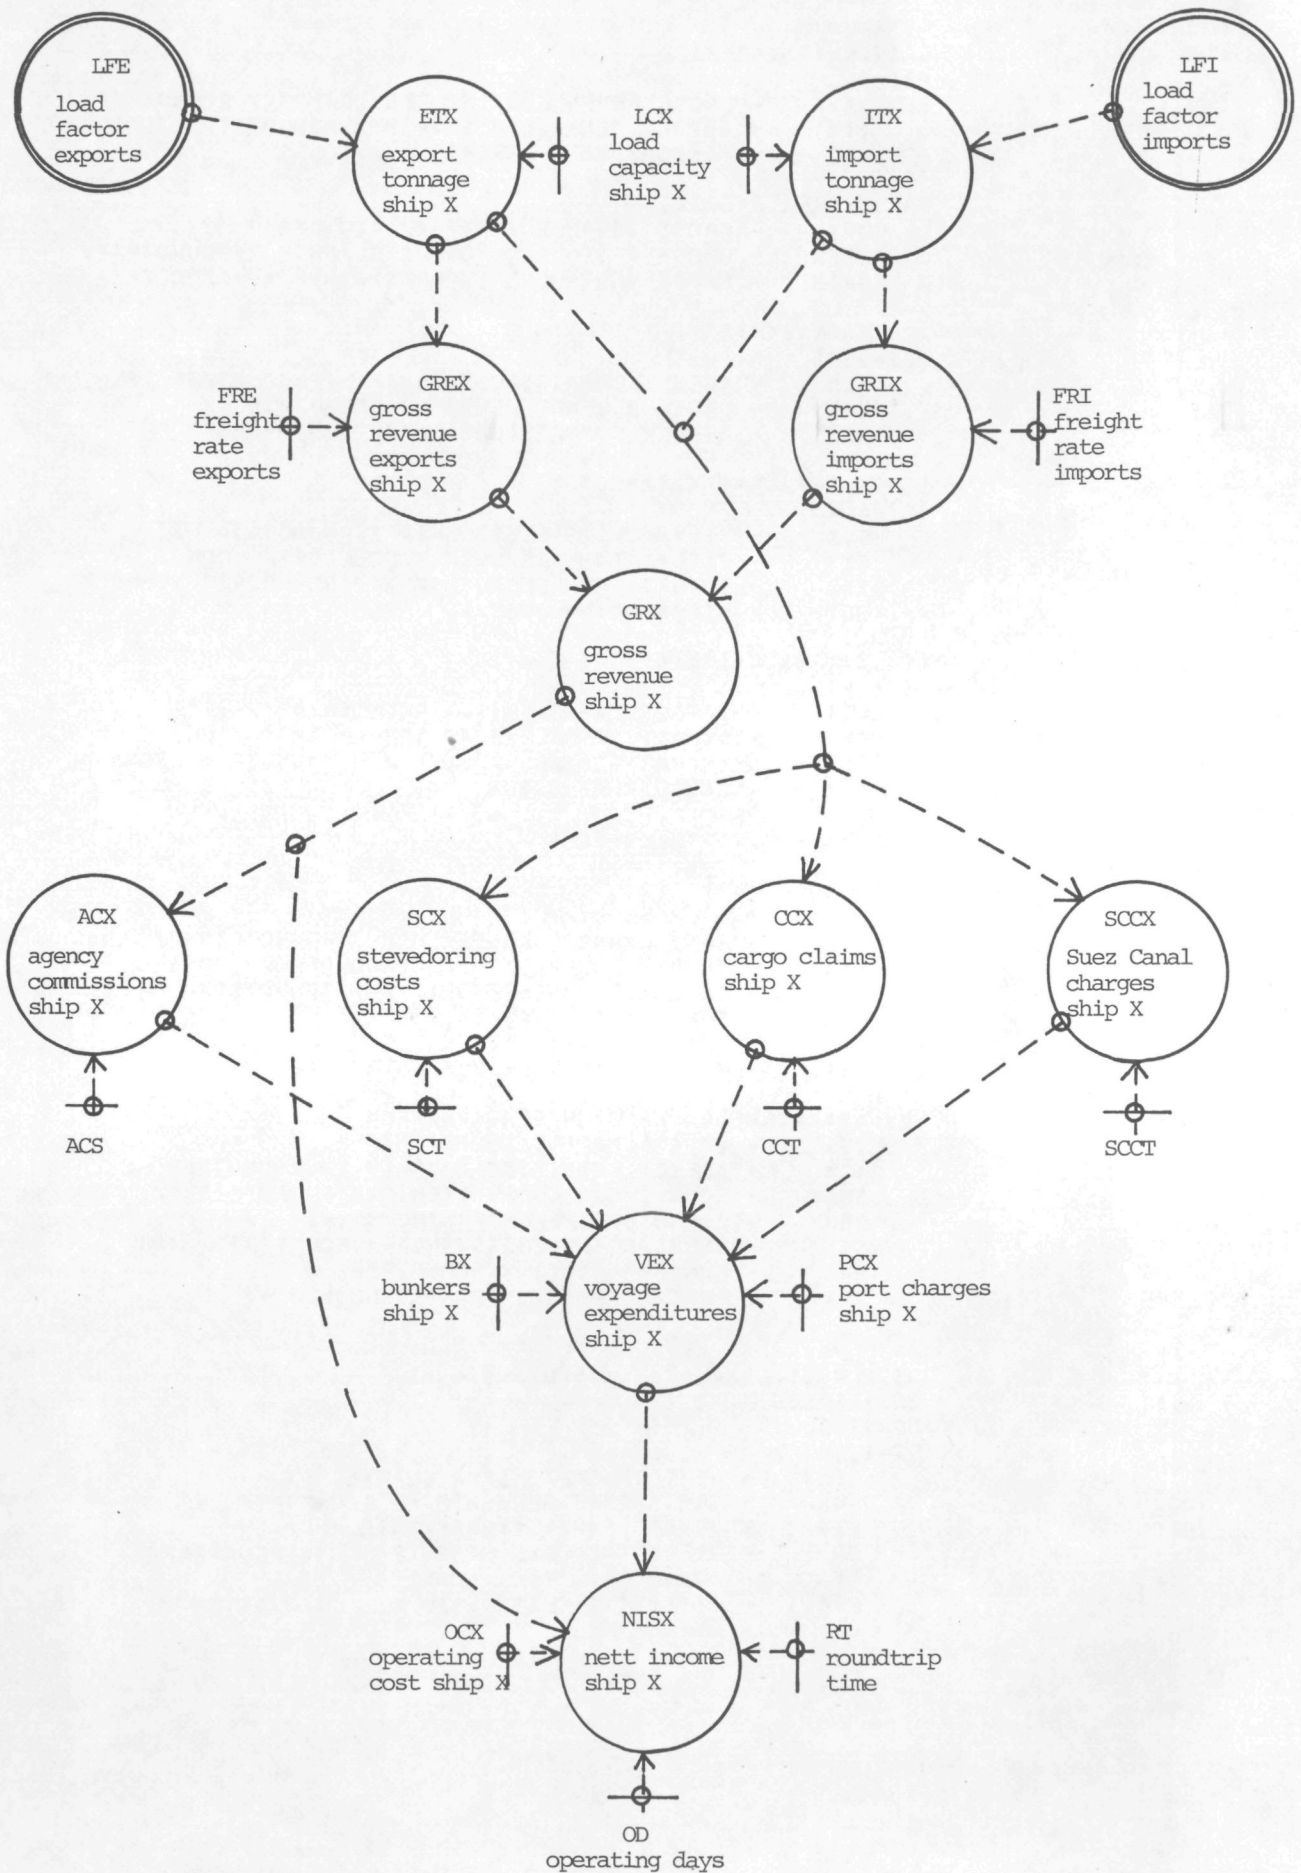 LFE
load
factor
exports
ETX
export
tonnage
ship X
LCX
load
capacity
ship X
ITX
import
tonnage
ship X
LFI
load
factor
imports
FRE
freight
rate
exports
GREX
gross
revenue
exports
ship X
GRIX
gross
revenue
imports
ship X
FRI
freight
rate
imports
GRX
gross
revenue
ship X
ACX
agency
commissions
ship X
SCX
stevedoring
costs
ship X
CCX
cargo claims
ship X
SCCX
Suez Canal
charges
ship X
ACS
SCT
CCT
SCCT
BX
bunkers
ship X
VEX
voyage
expenditures
ship X
PCX
port charges
ship X
OCX
operating
cost ship X
NISX
nett income
ship X
RT
roundtrip
time
OD
operating days